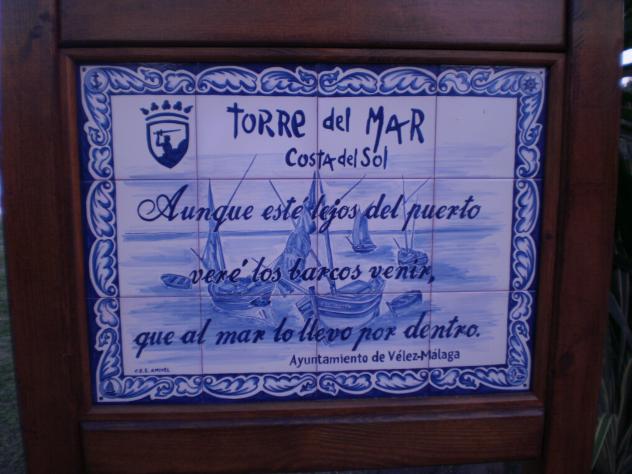 TORRE del MAR
Costa del Sol
Aunque esté lejos del puerto
veré los barcos venir,
que al mar lo llevo por dentro.
Ayuntamiento de Vélez-Málaga